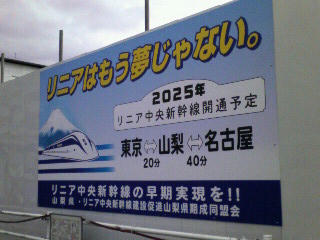 リニアはもう夢じゃない。
2025年
リニア中央新幹線開通予定
東京⇔山梨⇔名古屋
20分 40分
リニア中央新幹線の早期実現を!!
山梨県・リニア中央新幹線建設促進山梨県期成同盟会